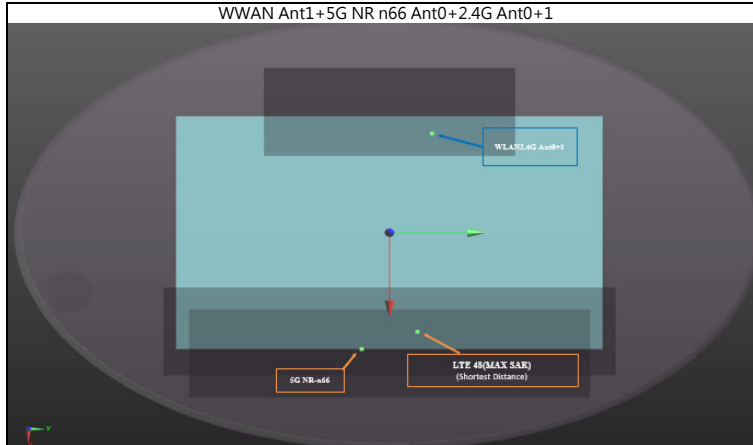 WWAN Ant1+5G NR n66 Ant0+2.4G Ant0+1
WLAN2.4G Ant0+1
LTE 48(MAX SAR)
(Shortest Distance)
5G NR-n66
Y